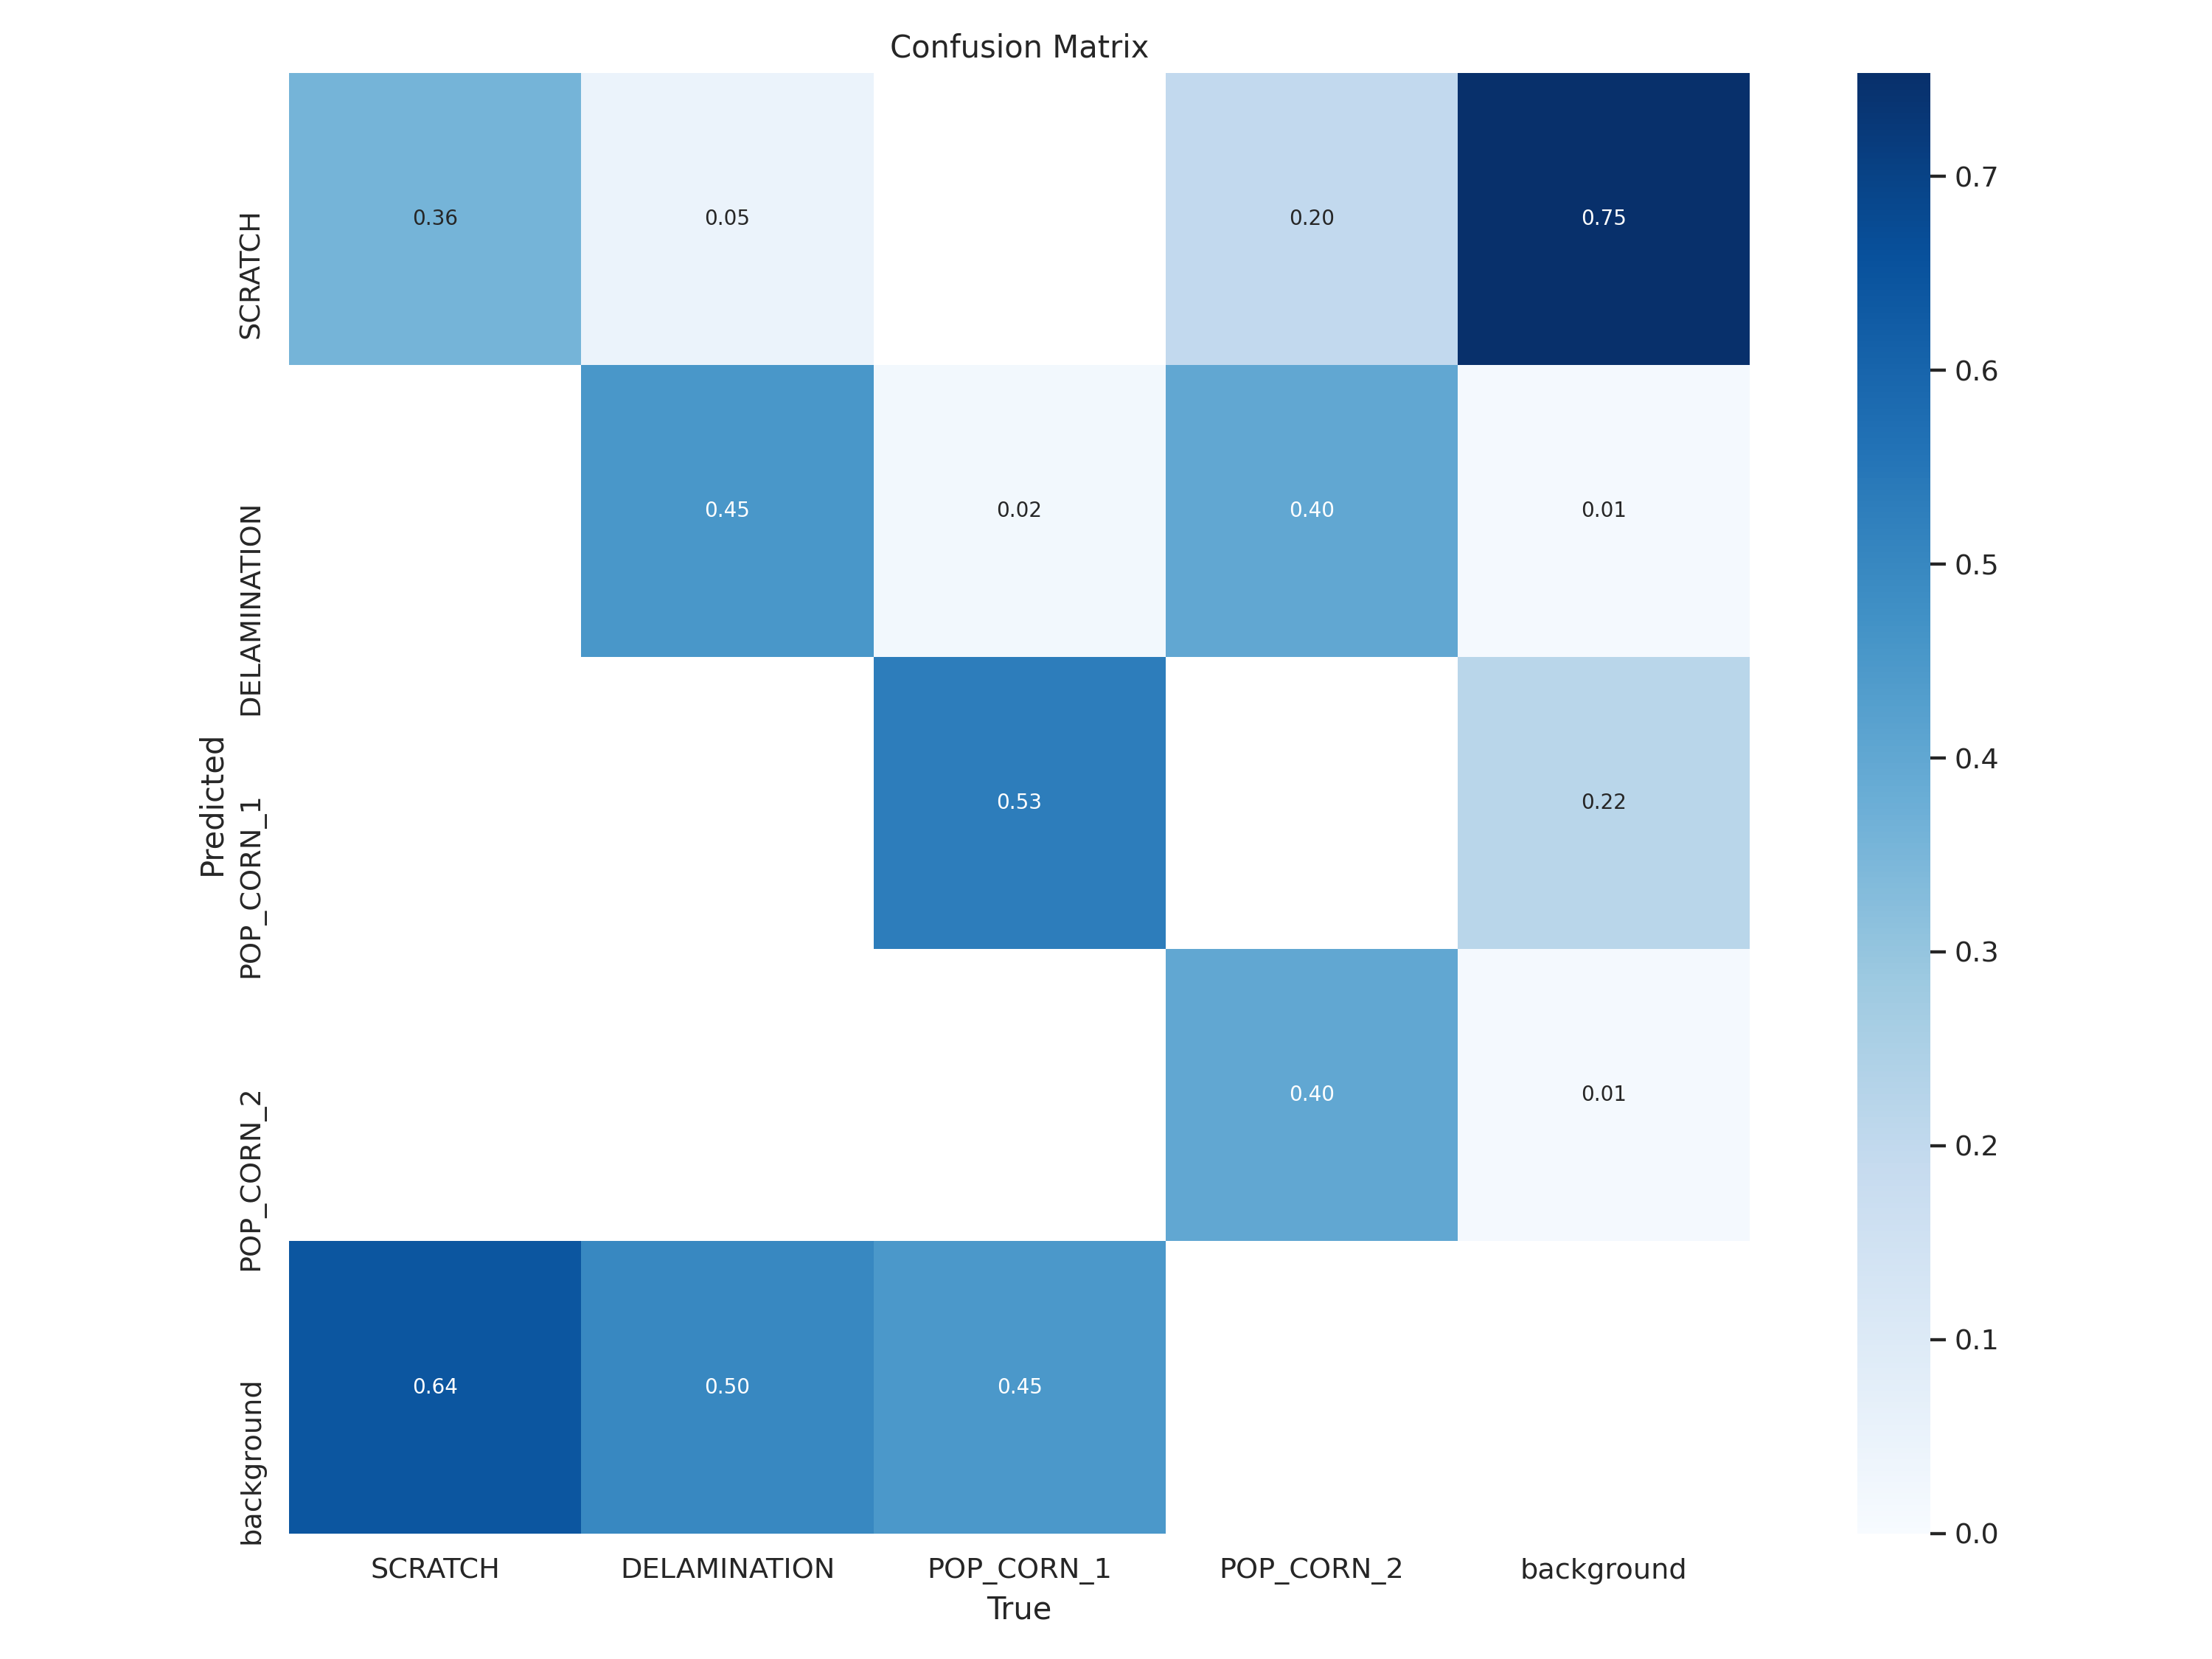 Confusion Matrix
SCRATCH
0.36
0.05
0.20
0.75
DELAMINATION
0.45
0.02
0.40
0.01
POP_CORN_1
0.53
0.22
POP_CORN_2
0.40
0.01
background
0.64
0.50
0.45
Predicted
SCRATCH
DELAMINATION
POP_CORN_1
POP_CORN_2
background
True
0.7
0.6
0.5
0.4
0.3
0.2
0.1
0.0